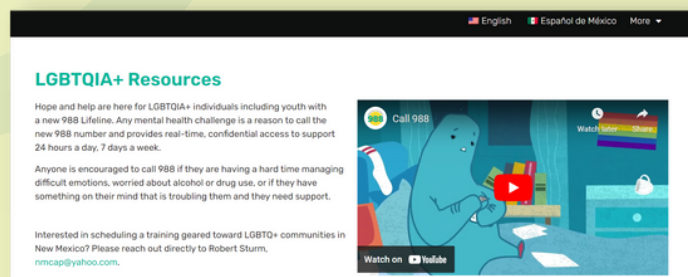 English Español de México More
LGBTQIA+ Resources
Hope and help are here for LGBTQIA+ individuals including youth with
a new 988 Lifeline. Any mental health challenge is a reason to call the
new 988 number and provides real-time, confidential access to support
24 hours a day, 7 days a week.
Anyone is encouraged to call 988 if they are having a hard time managing
difficult emotions, worried about alcohol or drug use, or if they have
something on their mind that is troubling them and they need support.
Interested in scheduling a training geared toward LGBTQ+ communities in
New Mexico? Please reach out directly to Robert Sturm,
nmcap@yahoo.com.
988 Call 988
Watch later Share
Watch on YouTube